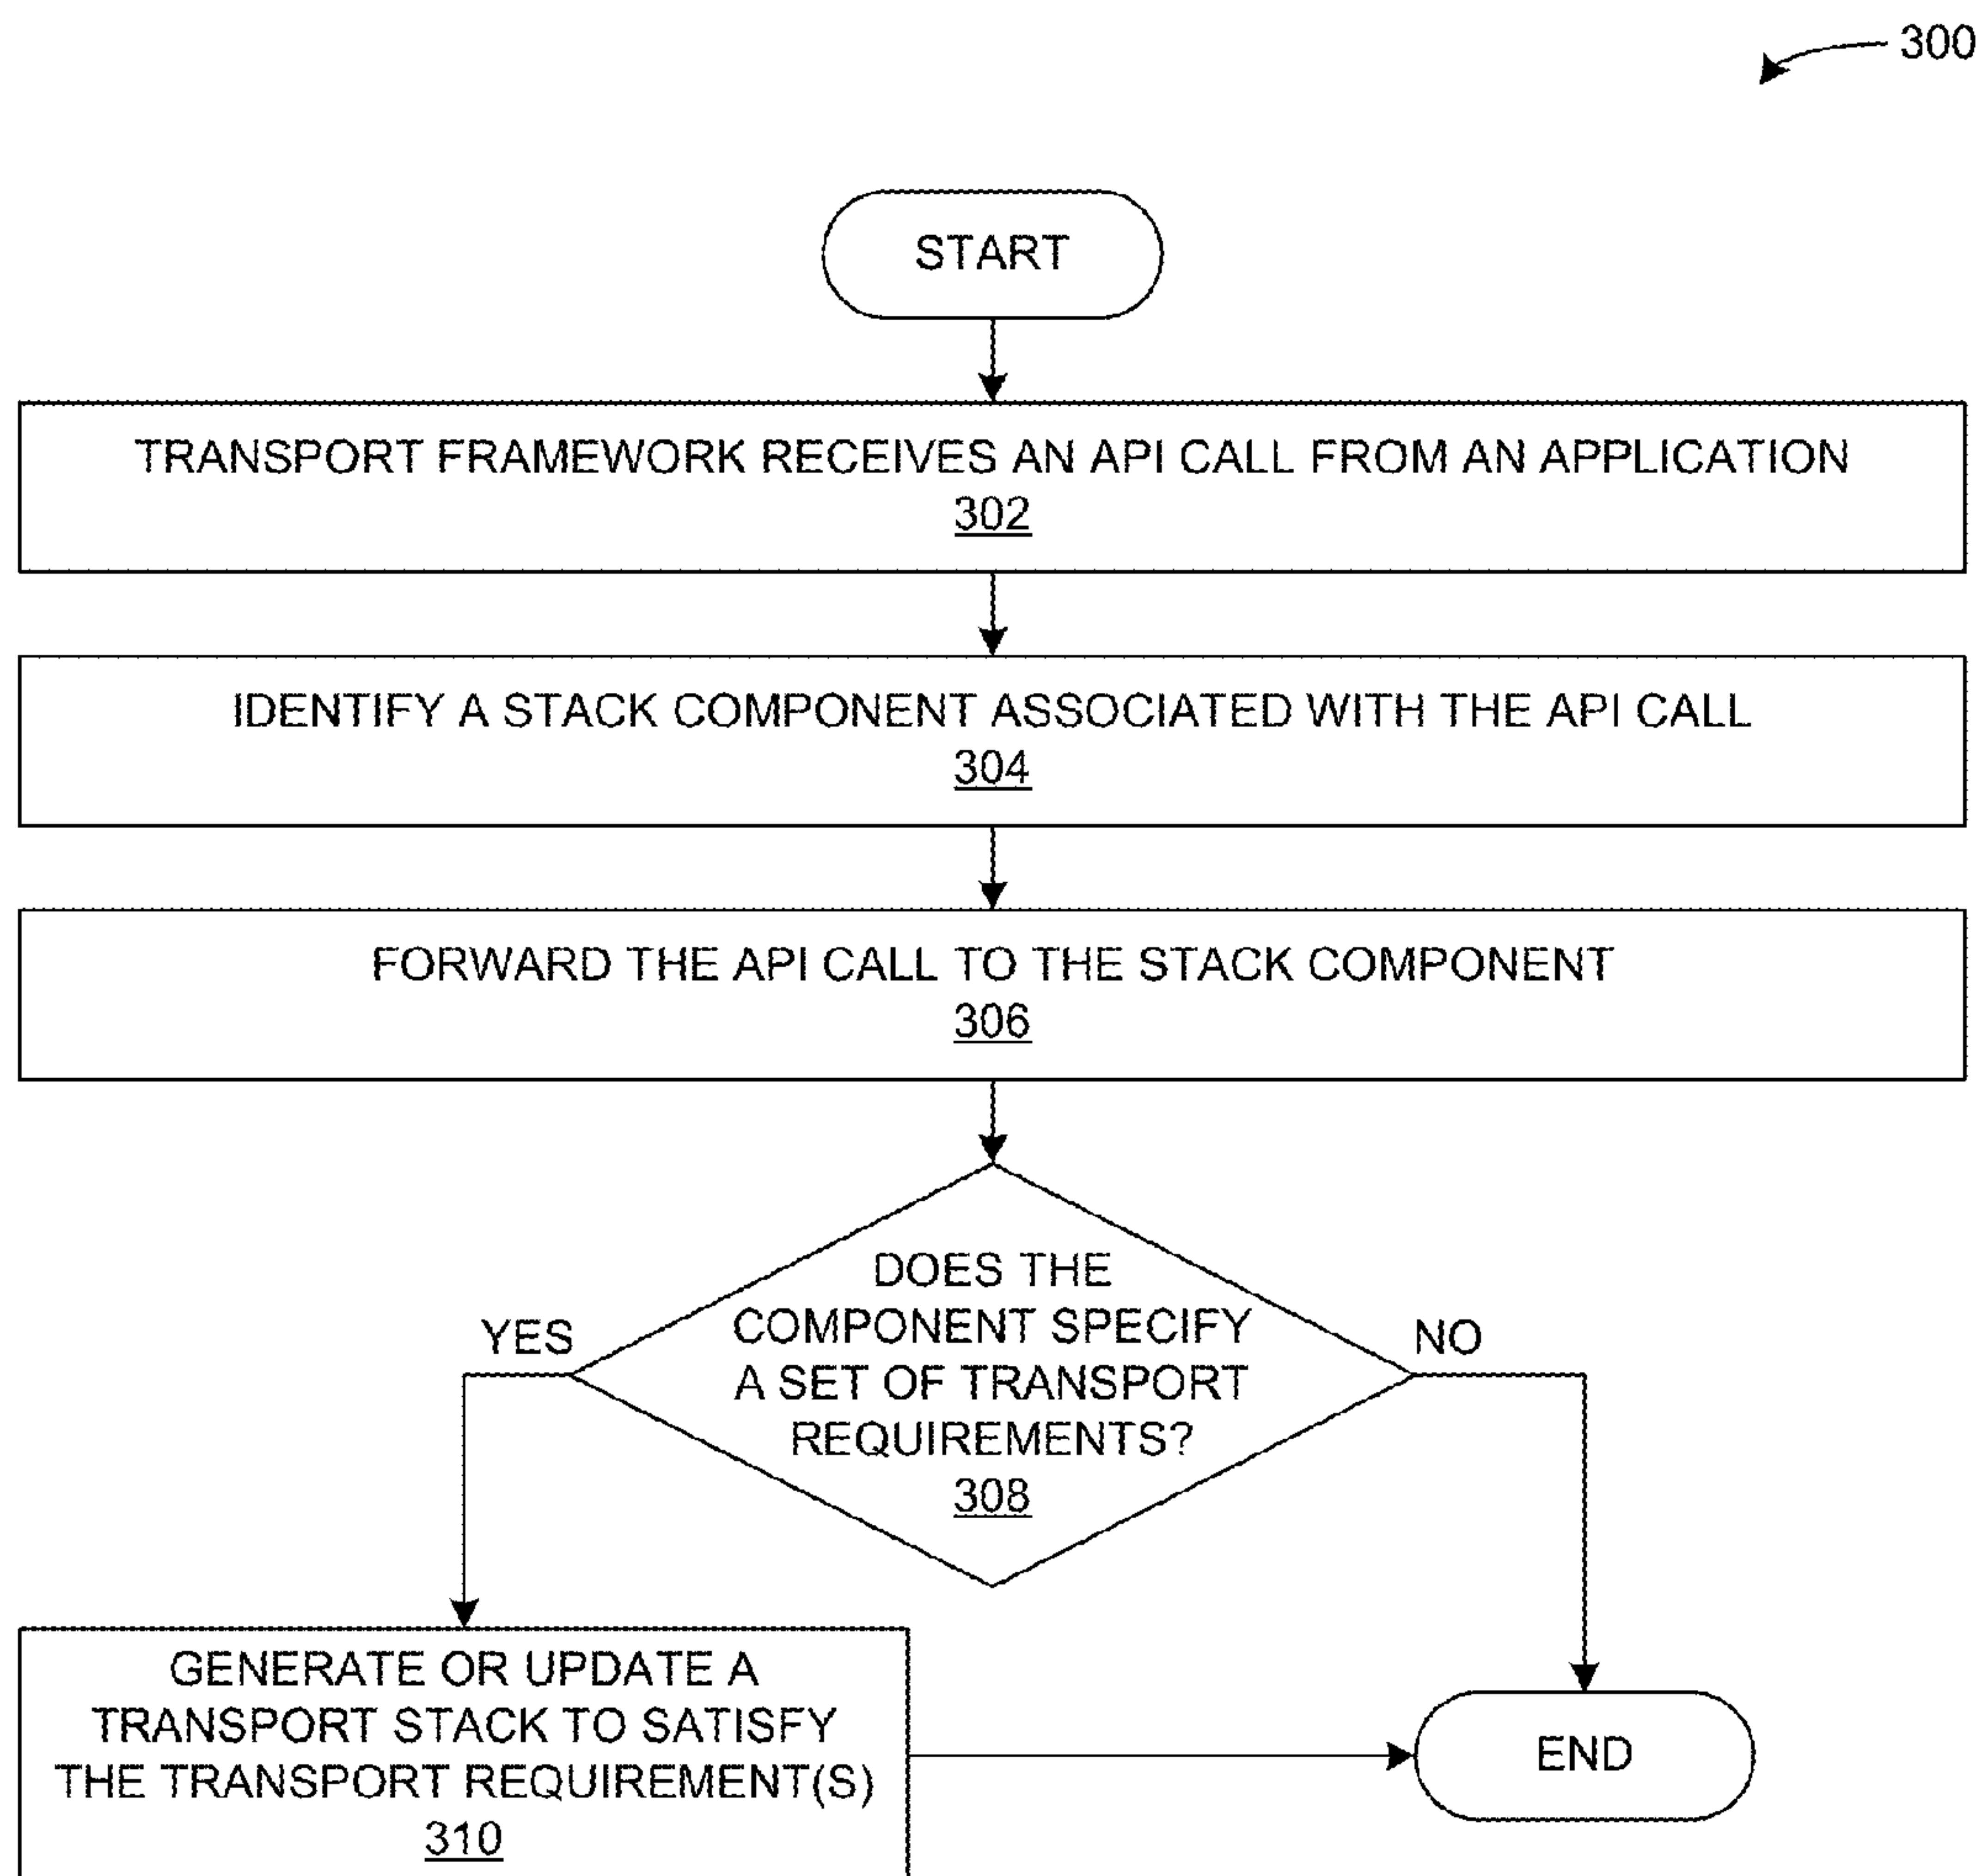 300
START
TRANSPORT FRAMEWORK RECEIVES AN API CALL FROM AN APPLICATION
302
IDENTIFY A STACK COMPONENT ASSOCIATED WITH THE API CALL
304
FORWARD THE API CALL TO THE STACK COMPONENT
306
DOES THE
COMPONENT SPECIFY
A SET OF TRANSPORT
REQUIREMENTS?
308
YES
NO
GENERATE OR UPDATE A
TRANSPORT STACK TO SATISFY
THE TRANSPORT REQUIREMENT(S)
310
END